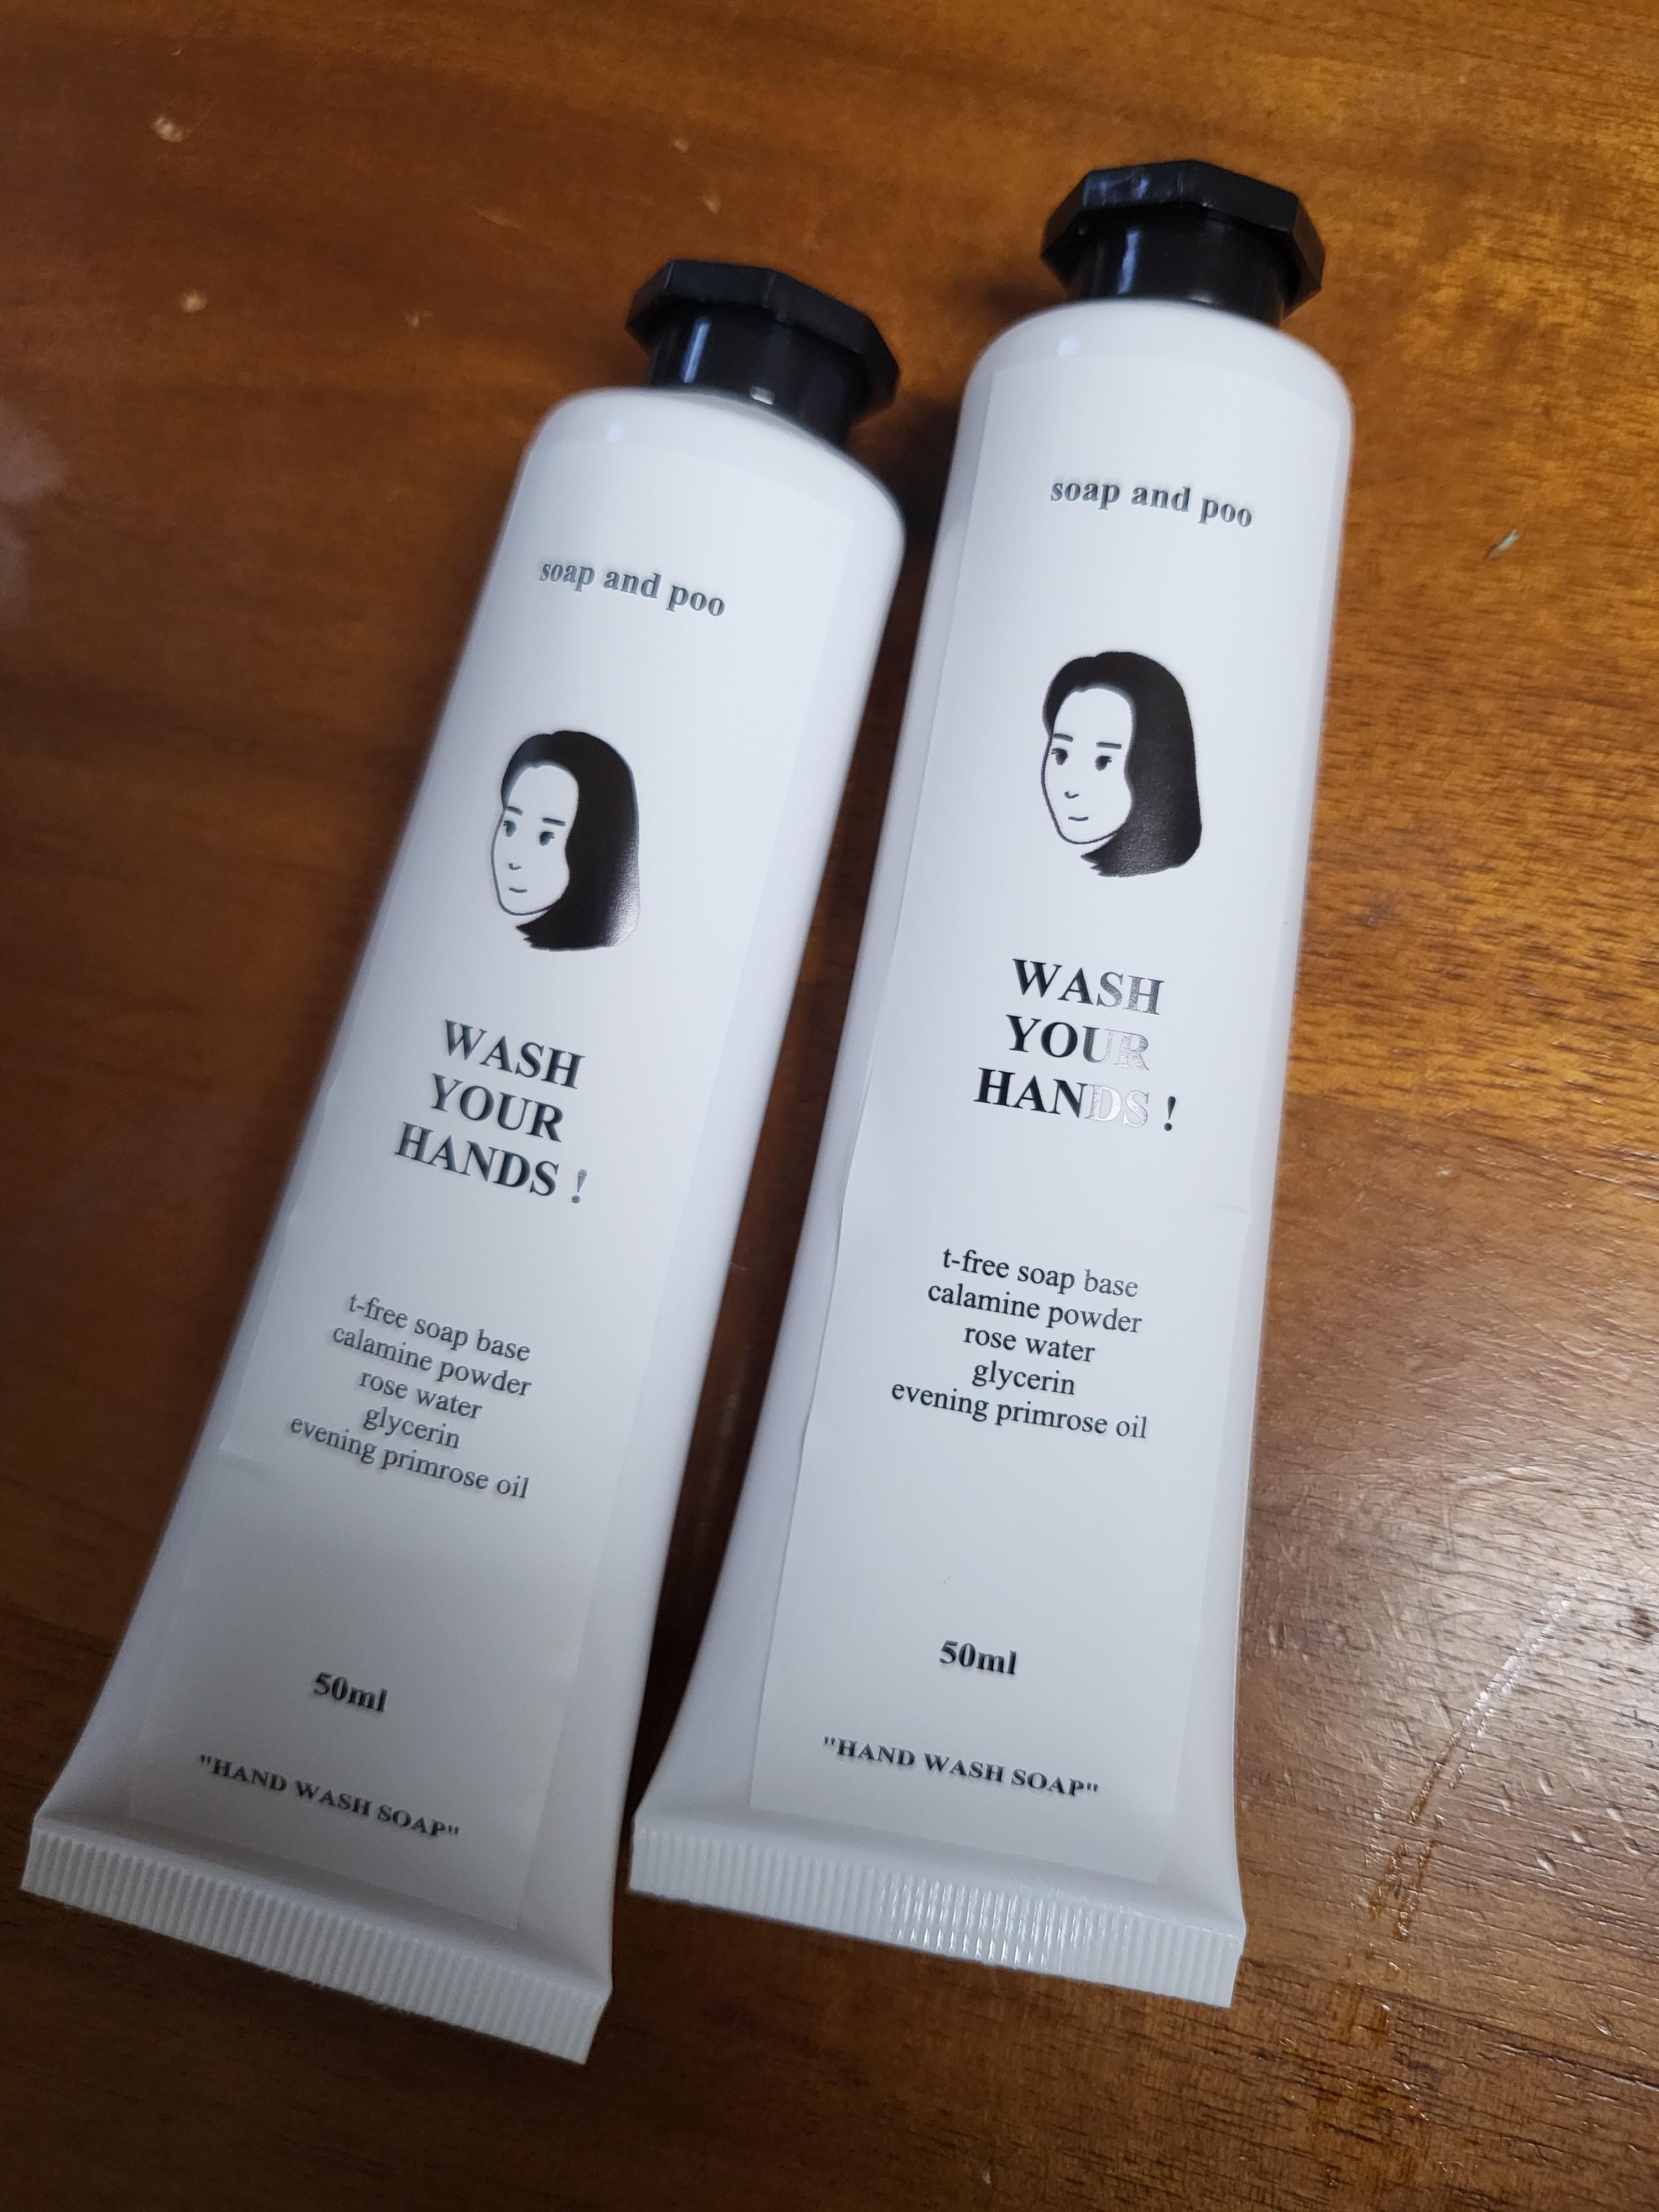 soap and poo
WASH
YOUR
HANDS !
t-free soap base
calamine powder
rose water
glycerin
evening primrose oil
50ml
"HAND WASH SOAP"
soap and poo
WASH
YOUR
HANDS !
t-free soap base
calamine powder
rose water
glycerin
evening primrose oil
50ml
"HAND WASH SOAP"